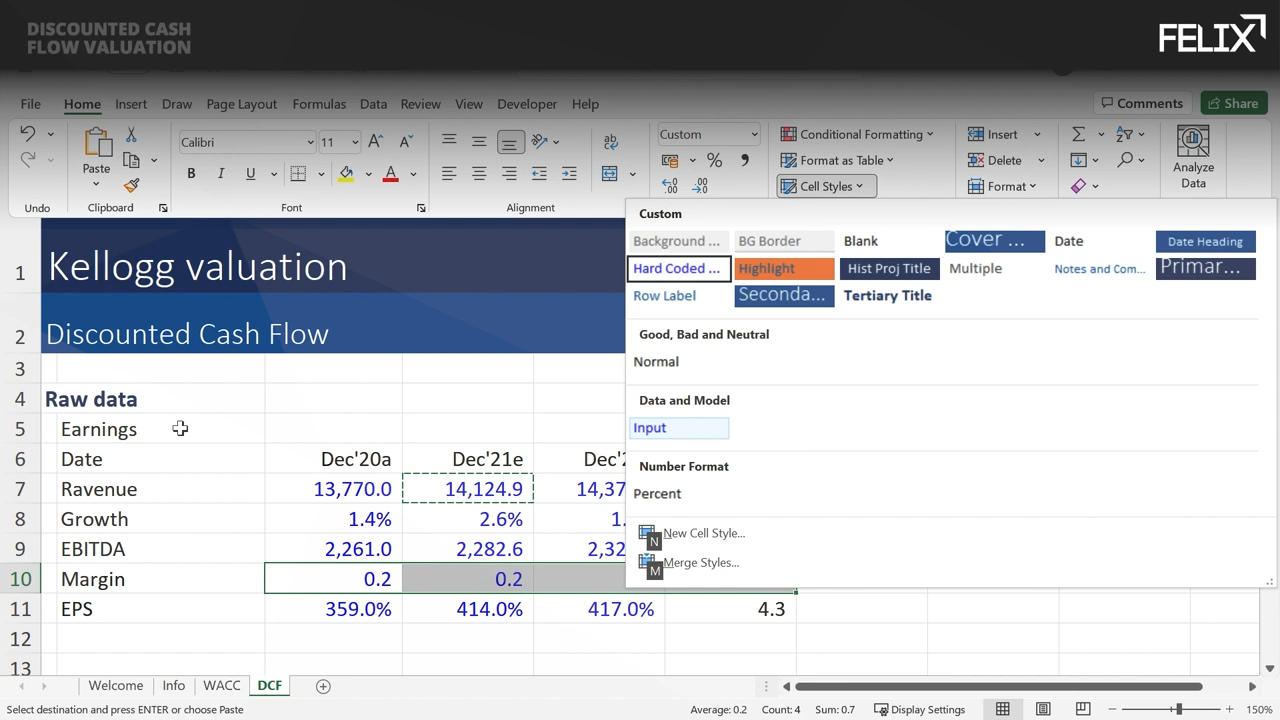 DISCOUNTED CASH
FLOW VALUATION
FELIX
File Home Insert Draw Page Layout Formulas Data Review View Developer Help Comments Share
Calibri 11 Custom Conditional Formatting Insert
Paste B I U Format as Table Delete Analyze
Data
Cell Styles Format
Undo Clipboard Font Alignment
Custom
Background ... BG Border Blank Cover ... Date Date Heading
Hard Coded ... Highlight Hist Proj Title Multiple Notes and Com... Primar...
Row Label Seconda... Tertiary Title
Good, Bad and Neutral
Normal
Data and Model
Input
Number Format
Percent
N New Cell Style...
M Merge Styles...
1 Kellogg valuation
2 Discounted Cash Flow
3
4 Raw data
5 Earnings
6 Date Dec'20a Dec'21e Dec'2
7 Ravenue 13,770.0 14,124.9 14,37
8 Growth 1.4% 2.6% 1.
9 EBITDA 2,261.0 2,282.6 2,32
10 Margin 0.2 0.2
11 EPS 359.0% 414.0% 417.0% 4.3
12
13
Welcome Info WACC DCF
Select destination and press ENTER or choose Paste Average: 0.2 Count: 4 Sum: 0.7 Display Settings 150%